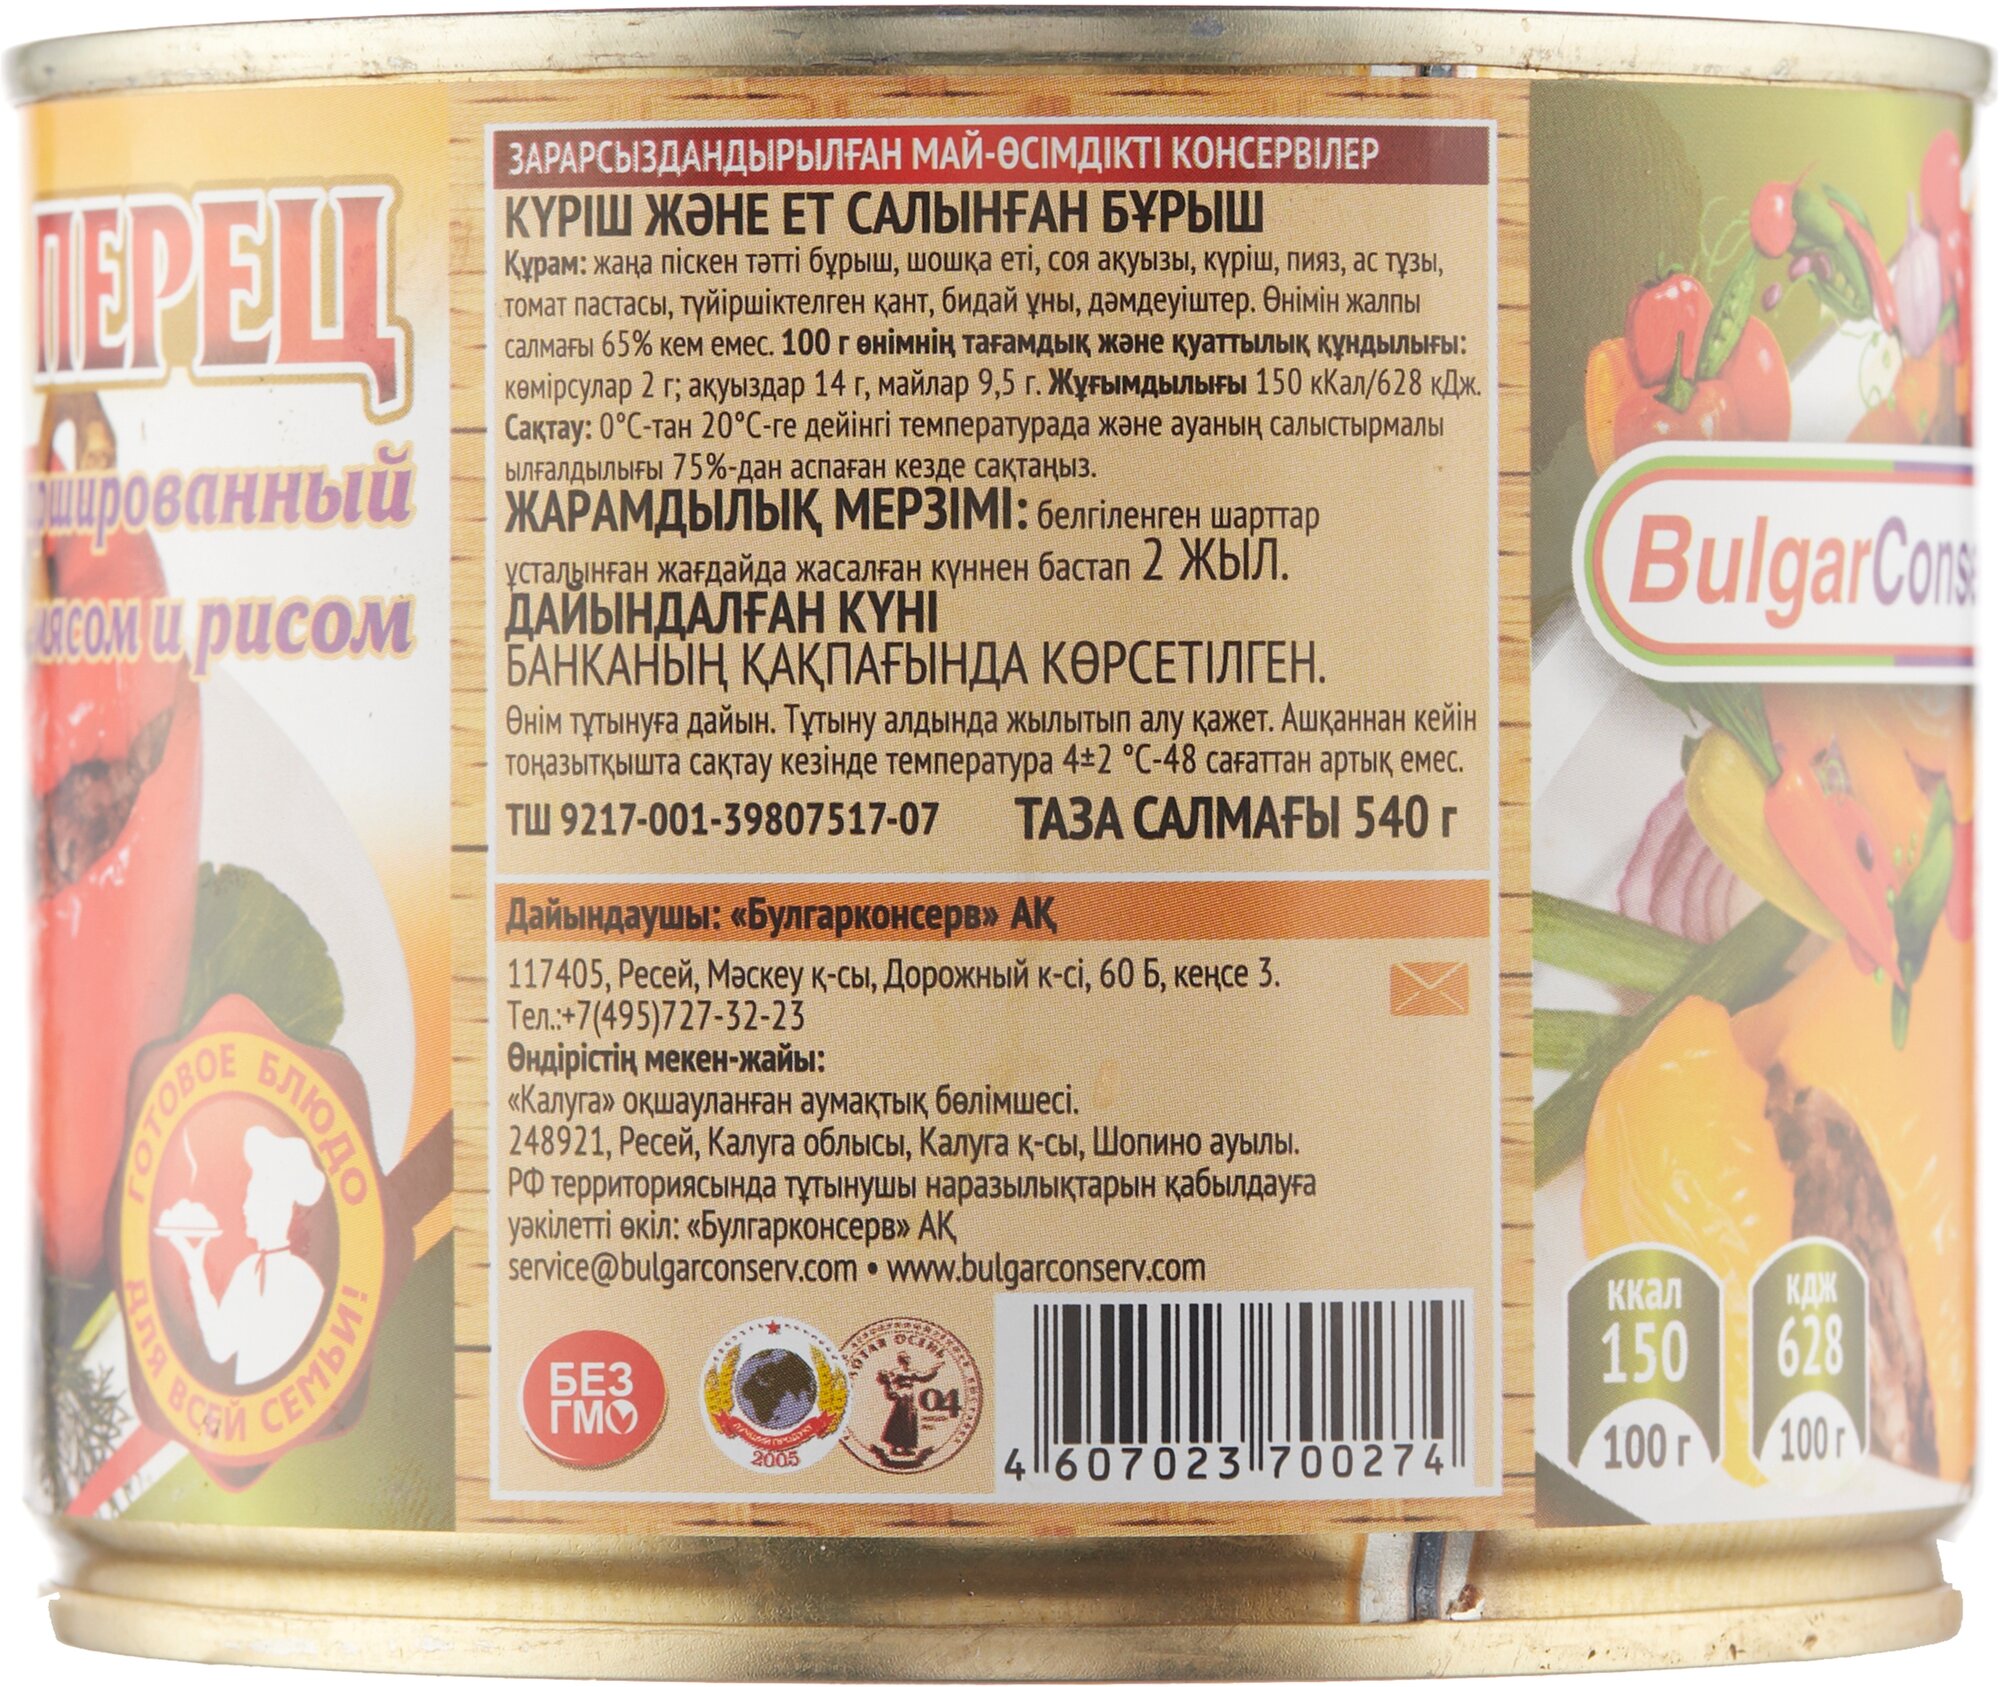 ПЕРЕЦ
мясом и рисом
ГОТОВОЕ БЛЮДО
ДЛЯ ВСЕЙ СЕМЬИ!
ЗАРАРСЫЗДАНДЫРЫЛҒАН МАЙ-ӨСІМДІКТІ КОНСЕРВІЛЕР
КҮРІШ ЖӘНЕ ЕТ САЛЫНҒАН БҰРЫШ
Құрам: жаңа піскен тәтті бұрыш, шошқа еті, соя ақуызы, күріш, пияз, ас тұзы,
томат пастасы, түйіршіктелген қант, бидай ұны, дәмдеуіштер. Өнімін жалпы
салмағы 65% кем емес. 100 г өнімнің тағамдық және қуаттылық құндылығы:
көмірсулар 2 г; ақуыздар 14 г, майлар 9,5 г. Жұғымдылығы 150 кКал/628 кДж.
Сақтау: 0°С-тан 20°С-ге дейінгі температурада және ауаның салыстырмалы
ылғалдылығы 75%-дан аспаған кезде сақтаңыз.
ЖАРАМДЫЛЫҚ МЕРЗІМІ: белгіленген шарттар
ұсталынған жағдайда жасалған күннен бастап 2 ЖЫЛ.
ДАЙЫНДАЛҒАН КҮНІ
БАНКАНЫҢ ҚАҚПАҒЫНДА КӨРСЕТІЛГЕН.
Өнім тұтынуға дайын. Тұтыну алдында жылытып алу қажет. Ашқаннан кейін
тоңазытқышта сақтау кезінде температура 4±2 °С-48 сағаттан артық емес.
ТШ 9217-001-39807517-07 ТАЗА САЛМАҒЫ 540 г
Дайындаушы: «Булгарконсерв» АҚ
117405, Ресей, Мәскеу қ-сы, Дорожный к-сі, 60 Б, кеңсе 3.
Тел.:+7(495)727-32-23
Өндірістің мекен-жайы:
«Калуга» оқшауланған аумақтық бөлімшесі.
248921, Ресей, Калуга облысы, Калуга қ-сы, Шопино ауылы.
РФ территориясында тұтынушы наразылықтарын қабылдауға
уәкілетті өкіл: «Булгарконсерв» АҚ
service@bulgarconserv.com • www.bulgarconserv.com
БЕЗ
ГМО
2005
04
4 607023 700274
BulgarCons
ккал
150
100 г
кДж
628
100 г